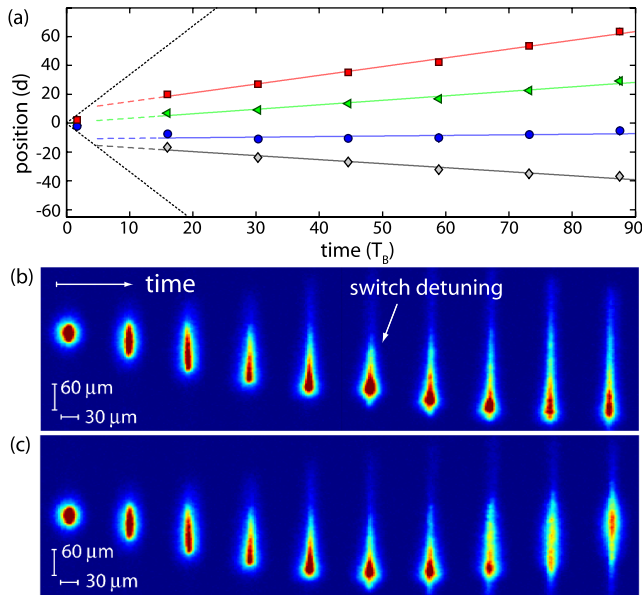 (a)
position (d)
60
40
20
0
-20
-40
-60
0 10 20 30 40 50 60 70 80 90
time (T_B)
(b)
time
switch detuning
60 μm
30 μm
(c)
60 μm
30 μm